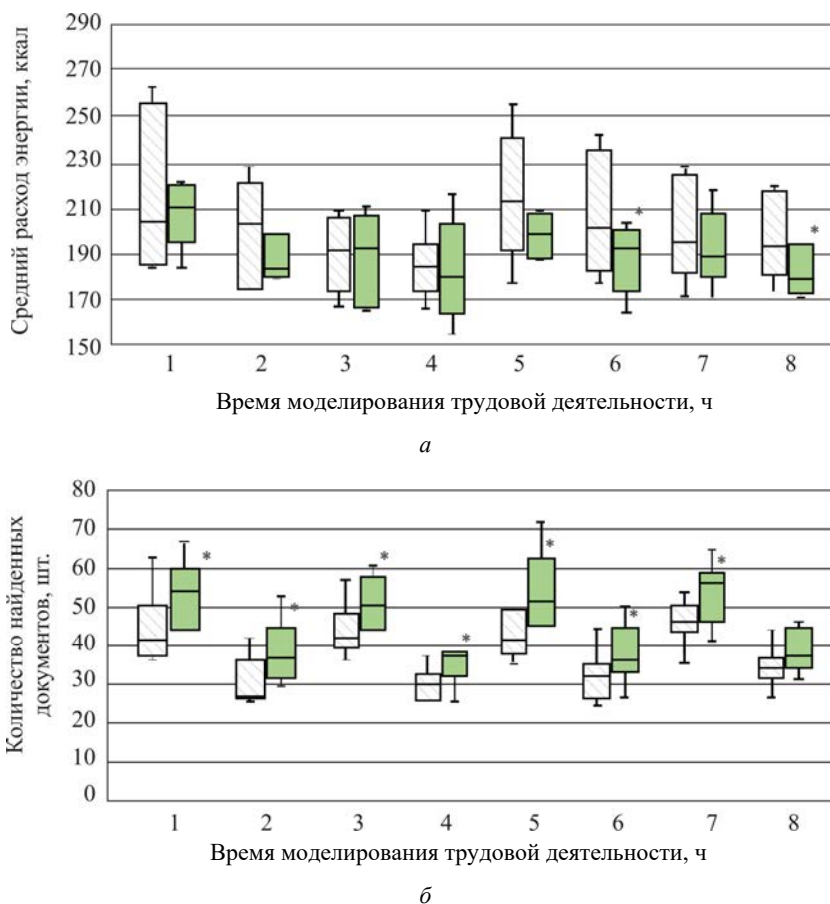 Средний расход энергии, ккал
290
270
250
230
210
190
170
150
*
*
1 2 3 4 5 6 7 8
Время моделирования трудовой деятельности, ч
а
Количество найденных
документов, шт.
80
70
60
50
40
30
20
10
0
*
*
*
*
*
*
*
1 2 3 4 5 6 7 8
Время моделирования трудовой деятельности, ч
б